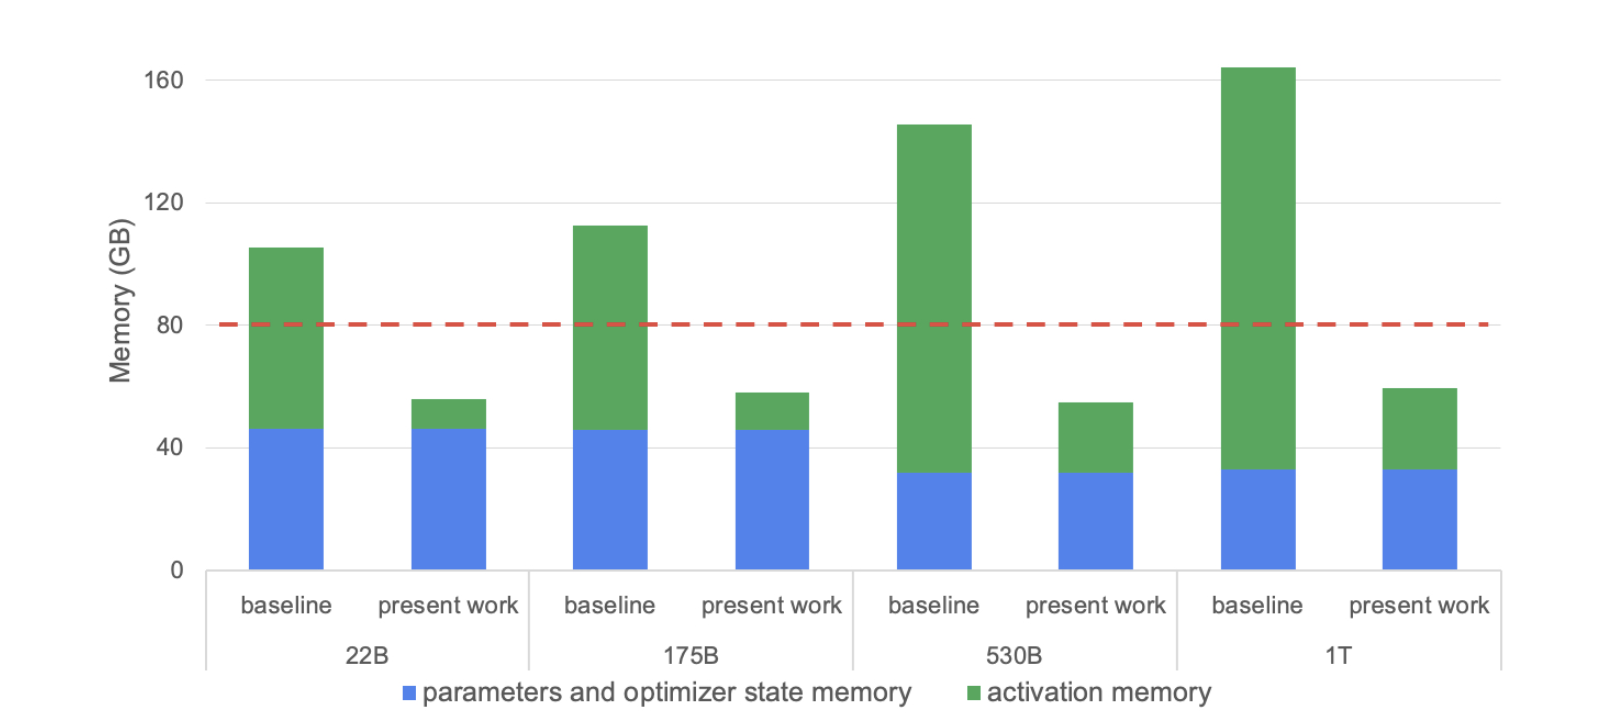 160
120
80
40
0
Memory (GB)
baseline present work baseline present work baseline present work baseline present work
22B 175B 530B 1T
parameters and optimizer state memory activation memory